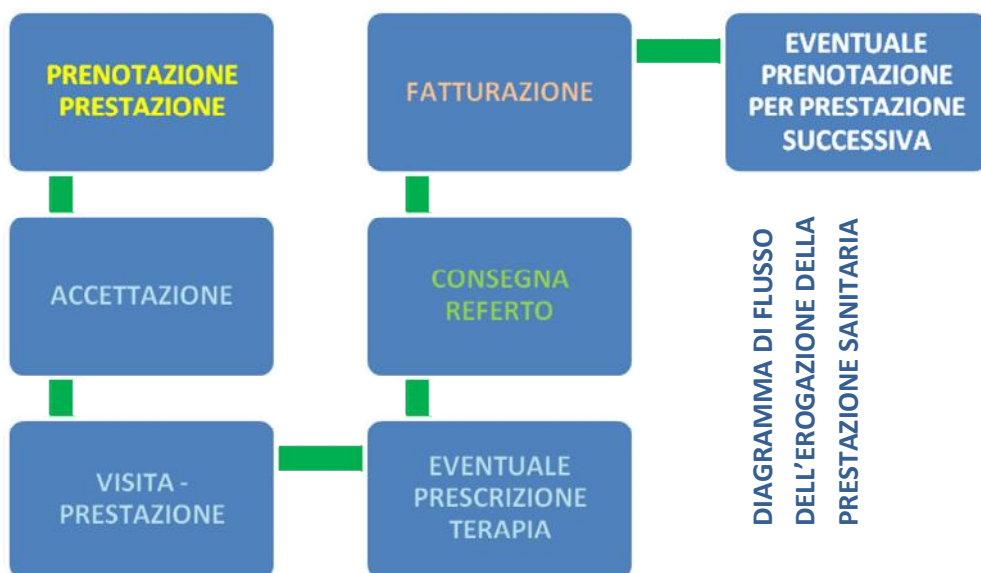 PRENOTAZIONE
PRESTAZIONE
ACCETTAZIONE
VISITA -
PRESTAZIONE
EVENTUALE
PRESCRIZIONE
TERAPIA
CONSEGNA
REFERTO
FATTURAZIONE
EVENTUALE
PRENOTAZIONE
PER PRESTAZIONE
SUCCESSIVA
DIAGRAMMA DI FLUSSO
DELL’EROGAZIONE DELLA
PRESTAZIONE SANITARIA